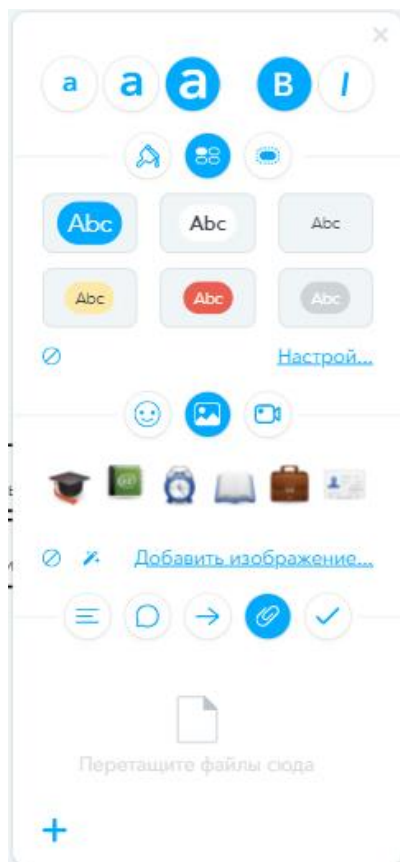 a a a B I
Abc Abc Abc
Abc Abc Abc
Настрой...
Добавить изображение...
Перетащите файлы сюда